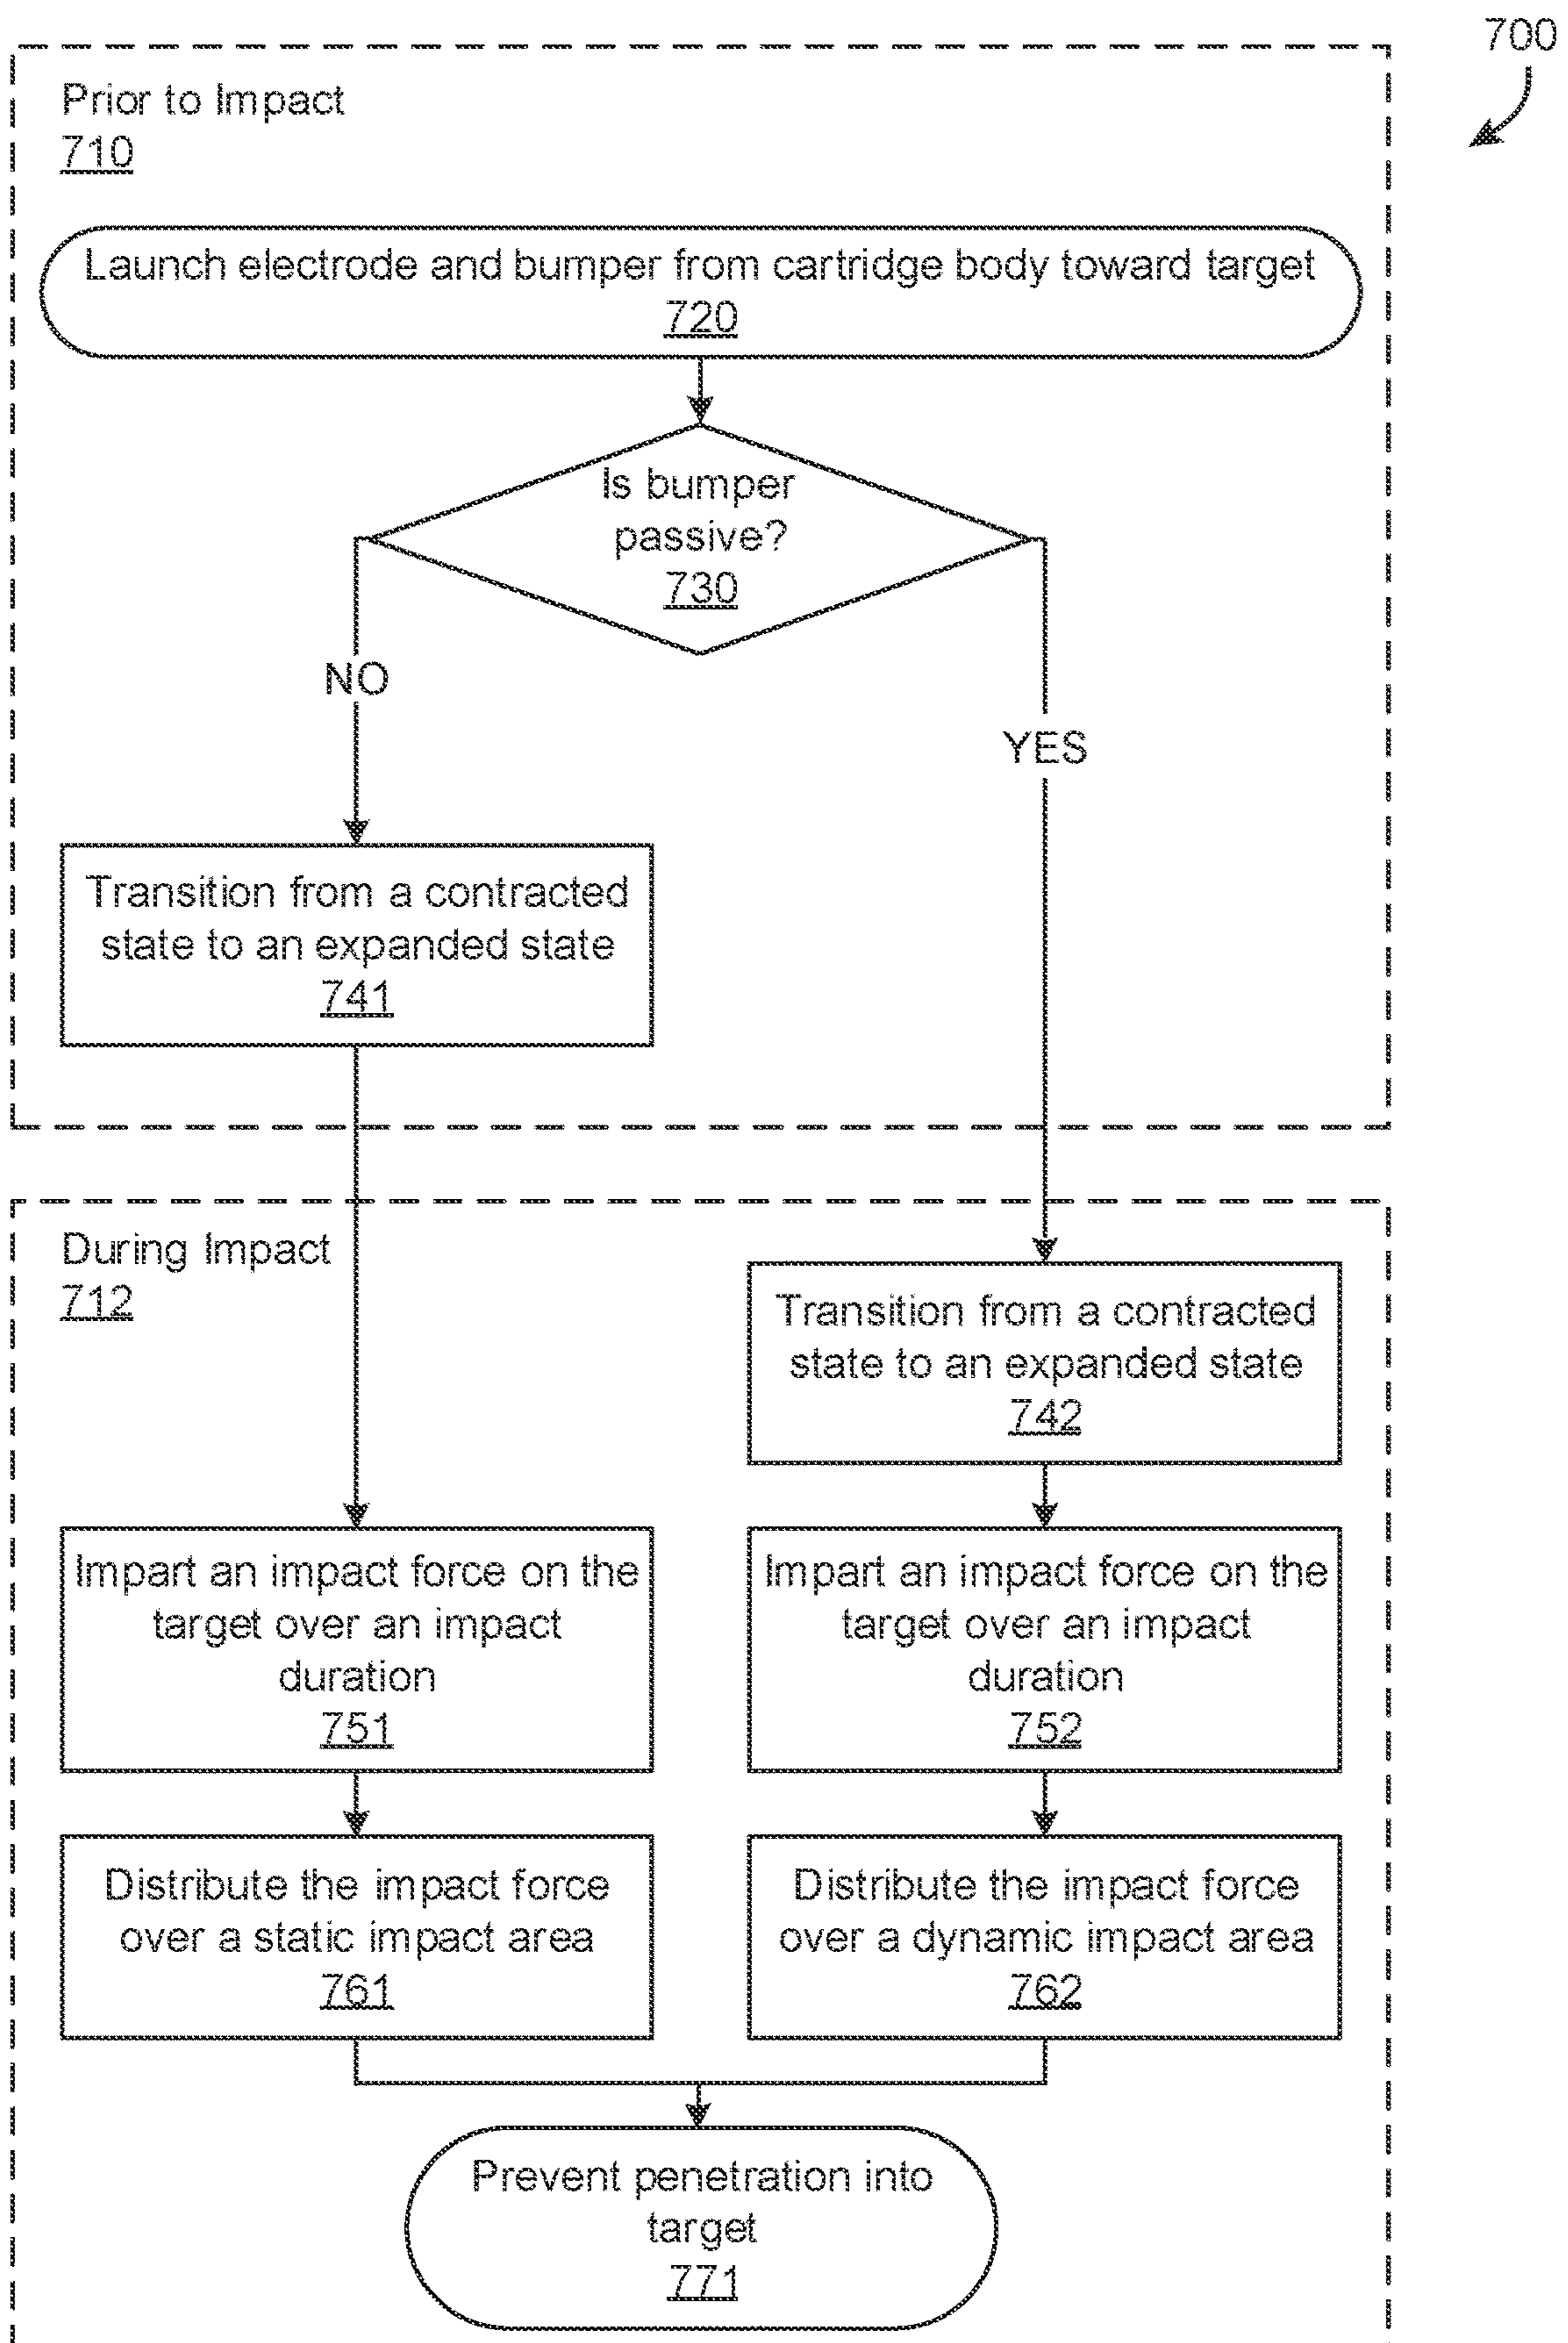 700
Prior to Impact
710
Launch electrode and bumper from cartridge body toward target
720
Is bumper
passive?
730
NO
YES
Transition from a contracted
state to an expanded state
741
During Impact
712
Transition from a contracted
state to an expanded state
742
Impart an impact force on the
target over an impact
duration
751
Impart an impact force on the
target over an impact
duration
752
Distribute the impact force
over a static impact area
761
Distribute the impact force
over a dynamic impact area
762
Prevent penetration into
target
771